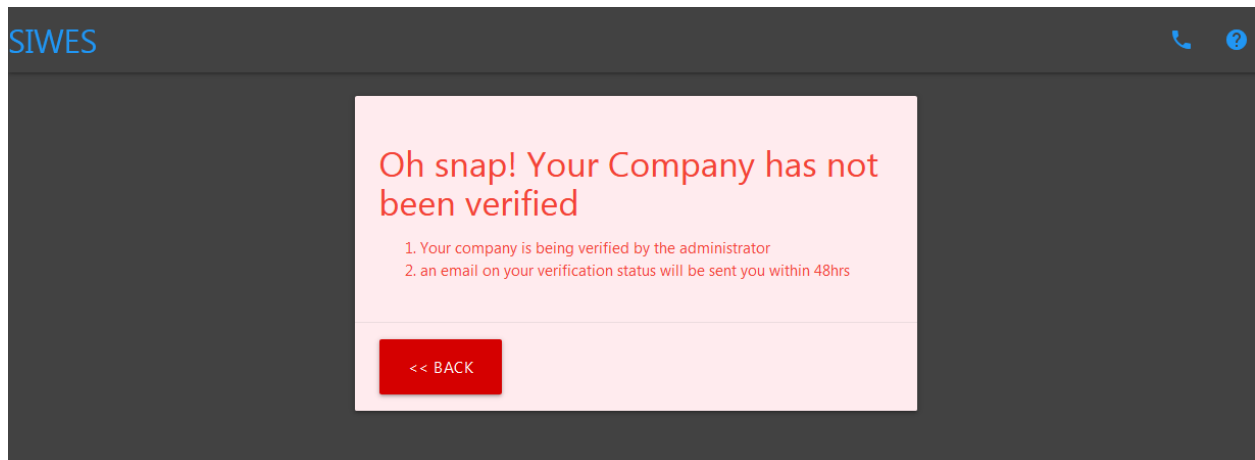 SIWES
Oh snap! Your Company has not
been verified
1. Your company is being verified by the administrator
2. an email on your verification status will be sent you within 48hrs
<< BACK